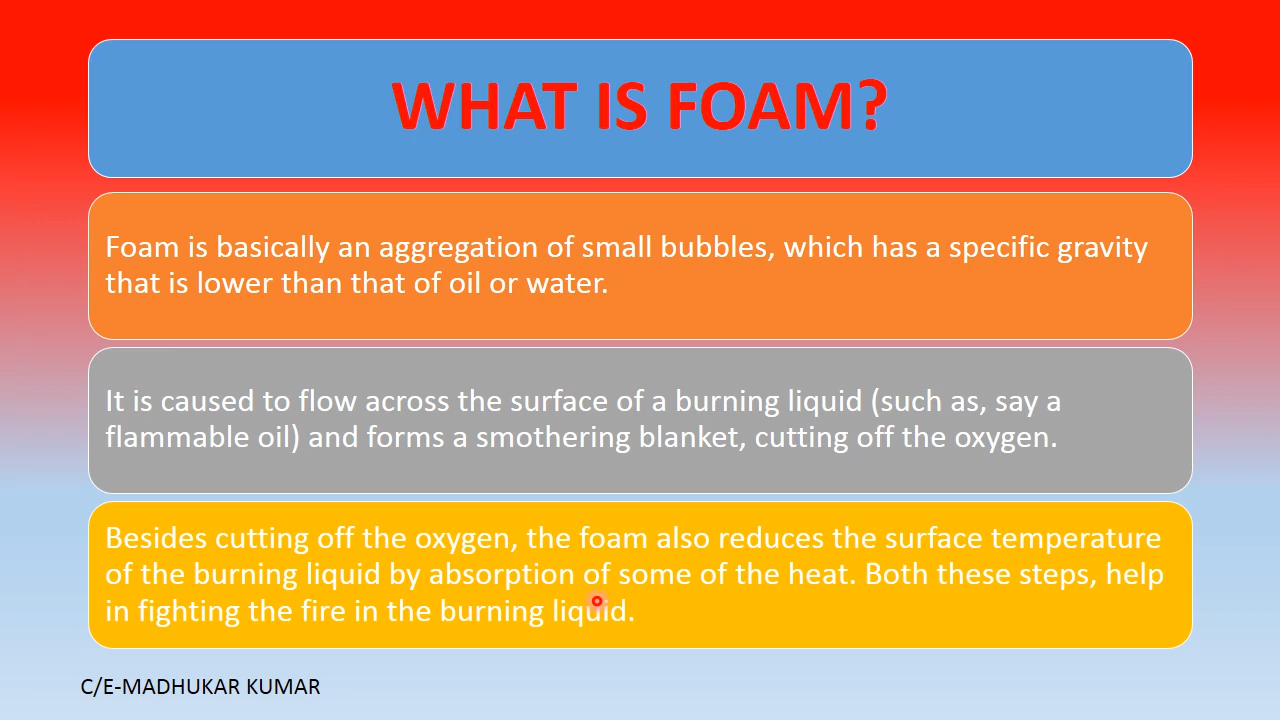 WHAT IS FOAM?
Foam is basically an aggregation of small bubbles, which has a specific gravity
that is lower than that of oil or water.
It is caused to flow across the surface of a burning liquid (such as, say a
flammable oil) and forms a smothering blanket, cutting off the oxygen.
Besides cutting off the oxygen, the foam also reduces the surface temperature
of the burning liquid by absorption of some of the heat. Both these steps, help
in fighting the fire in the burning liquid.
C/E-MADHUKAR KUMAR